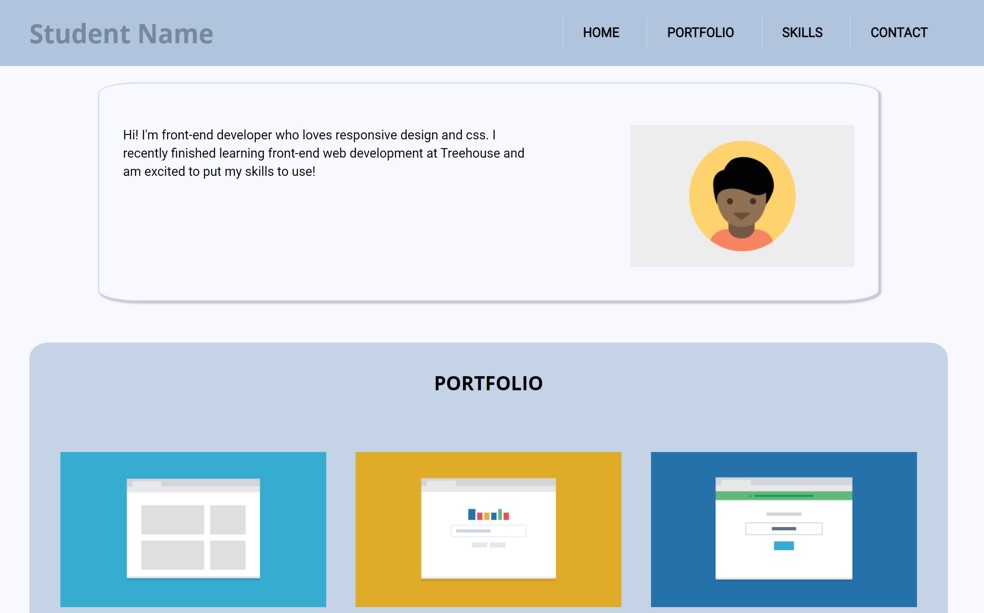 Student Name
HOME PORTFOLIO SKILLS CONTACT
Hi! I'm front-end developer who loves responsive design and css. I
recently finished learning front-end web development at Treehouse and
am excited to put my skills to use!
PORTFOLIO